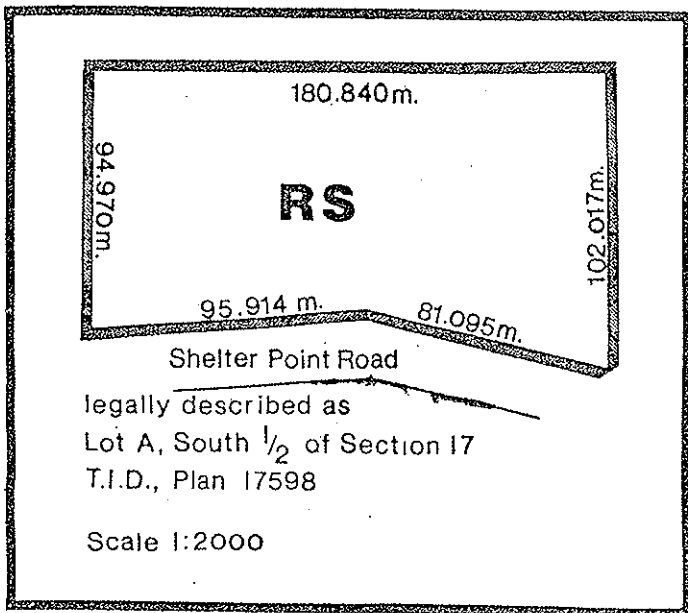 180.840m.
94.970m.
RS
102.017m.
95.914 m.
81.095m.
Shelter Point Road
legally described as
Lot A, South 1/2 of Section 17
T.I.D., Plan 17598
Scale 1:2000